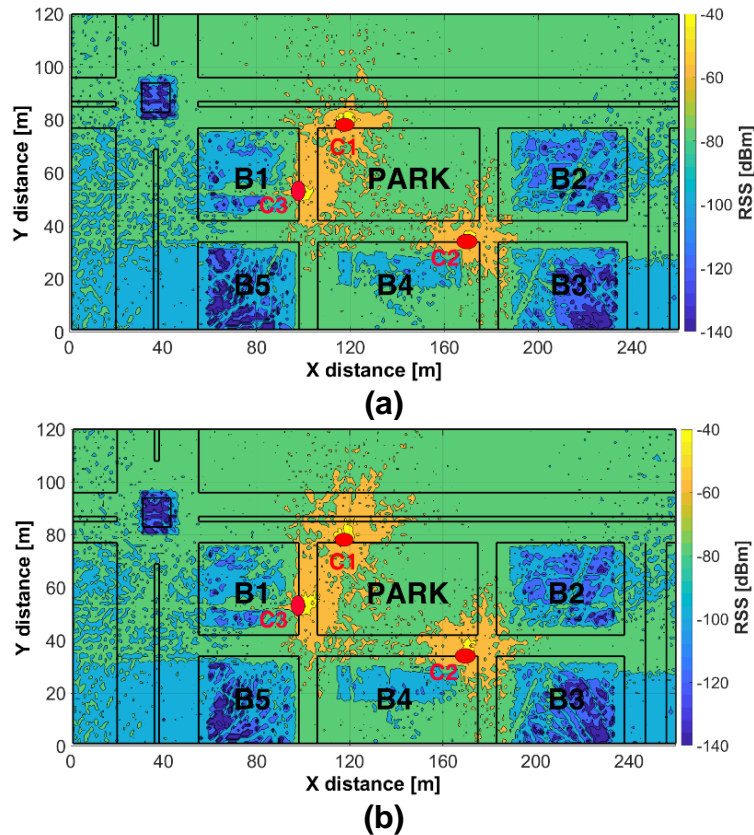 120
100
80
60
40
20
0
Y distance [m]
0
40
80
120
160
200
240
X distance [m]
-40
-60
-80
-100
-120
-140
RSS [dBm]
C1
B1
PARK
B2
C3
C2
B5
B4
B3
(a)
120
100
80
60
40
20
0
Y distance [m]
0
40
80
120
160
200
240
X distance [m]
-40
-60
-80
-100
-120
-140
RSS [dBm]
C1
B1
PARK
B2
C3
C2
B5
B4
B3
(b)